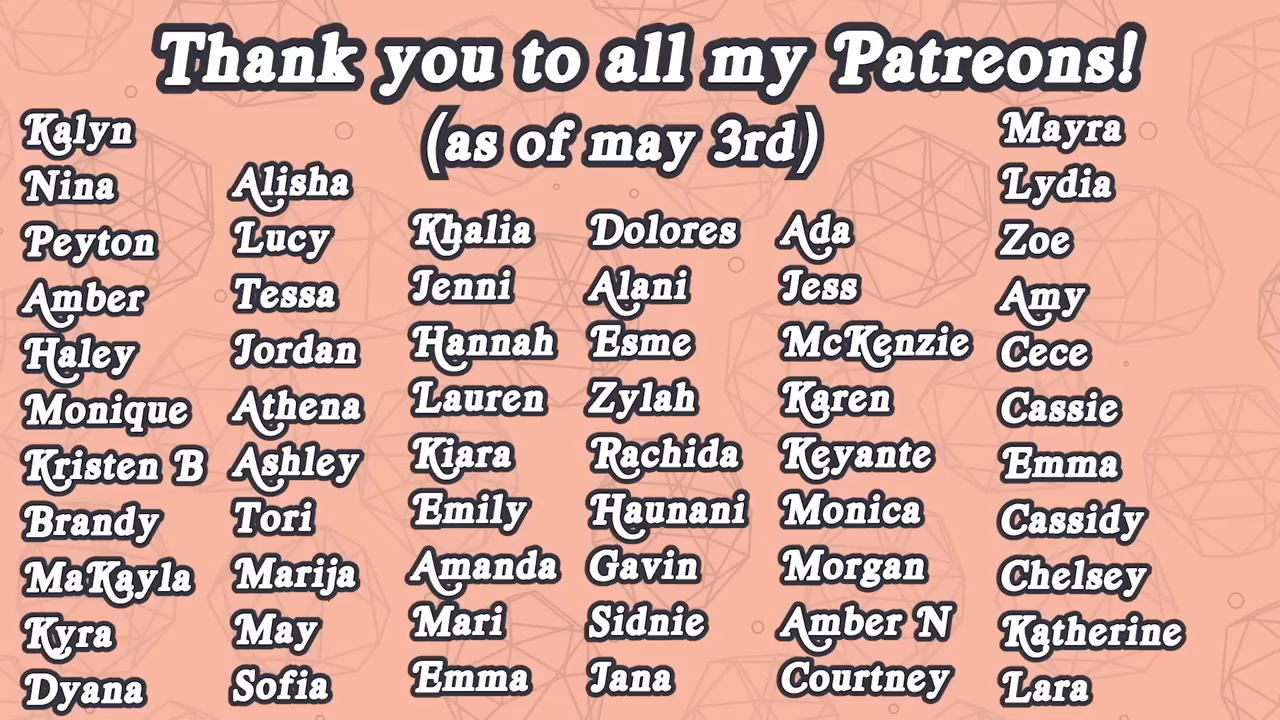 Thank you to all my Patreons!
(as of may 3rd)
Kalyn
Nina
Peyton
Amber
Haley
Monique
Kristen B
Brandy
MaKayla
Kyra
Dyana
Alisha
Lucy
Tessa
Jordan
Athena
Ashley
Tori
Marija
May
Sofia
Khalia
Jenni
Hannah
Lauren
Kiara
Emily
Amanda
Mari
Emma
Dolores
Alani
Esme
Zylah
Rachida
Haunani
Gavin
Sidnie
Jana
Ada
Jess
McKenzie
Karen
Keyante
Monica
Morgan
Amber N
Courtney
Mayra
Lydia
Zoe
Amy
Cece
Cassie
Emma
Cassidy
Chelsey
Katherine
Lara